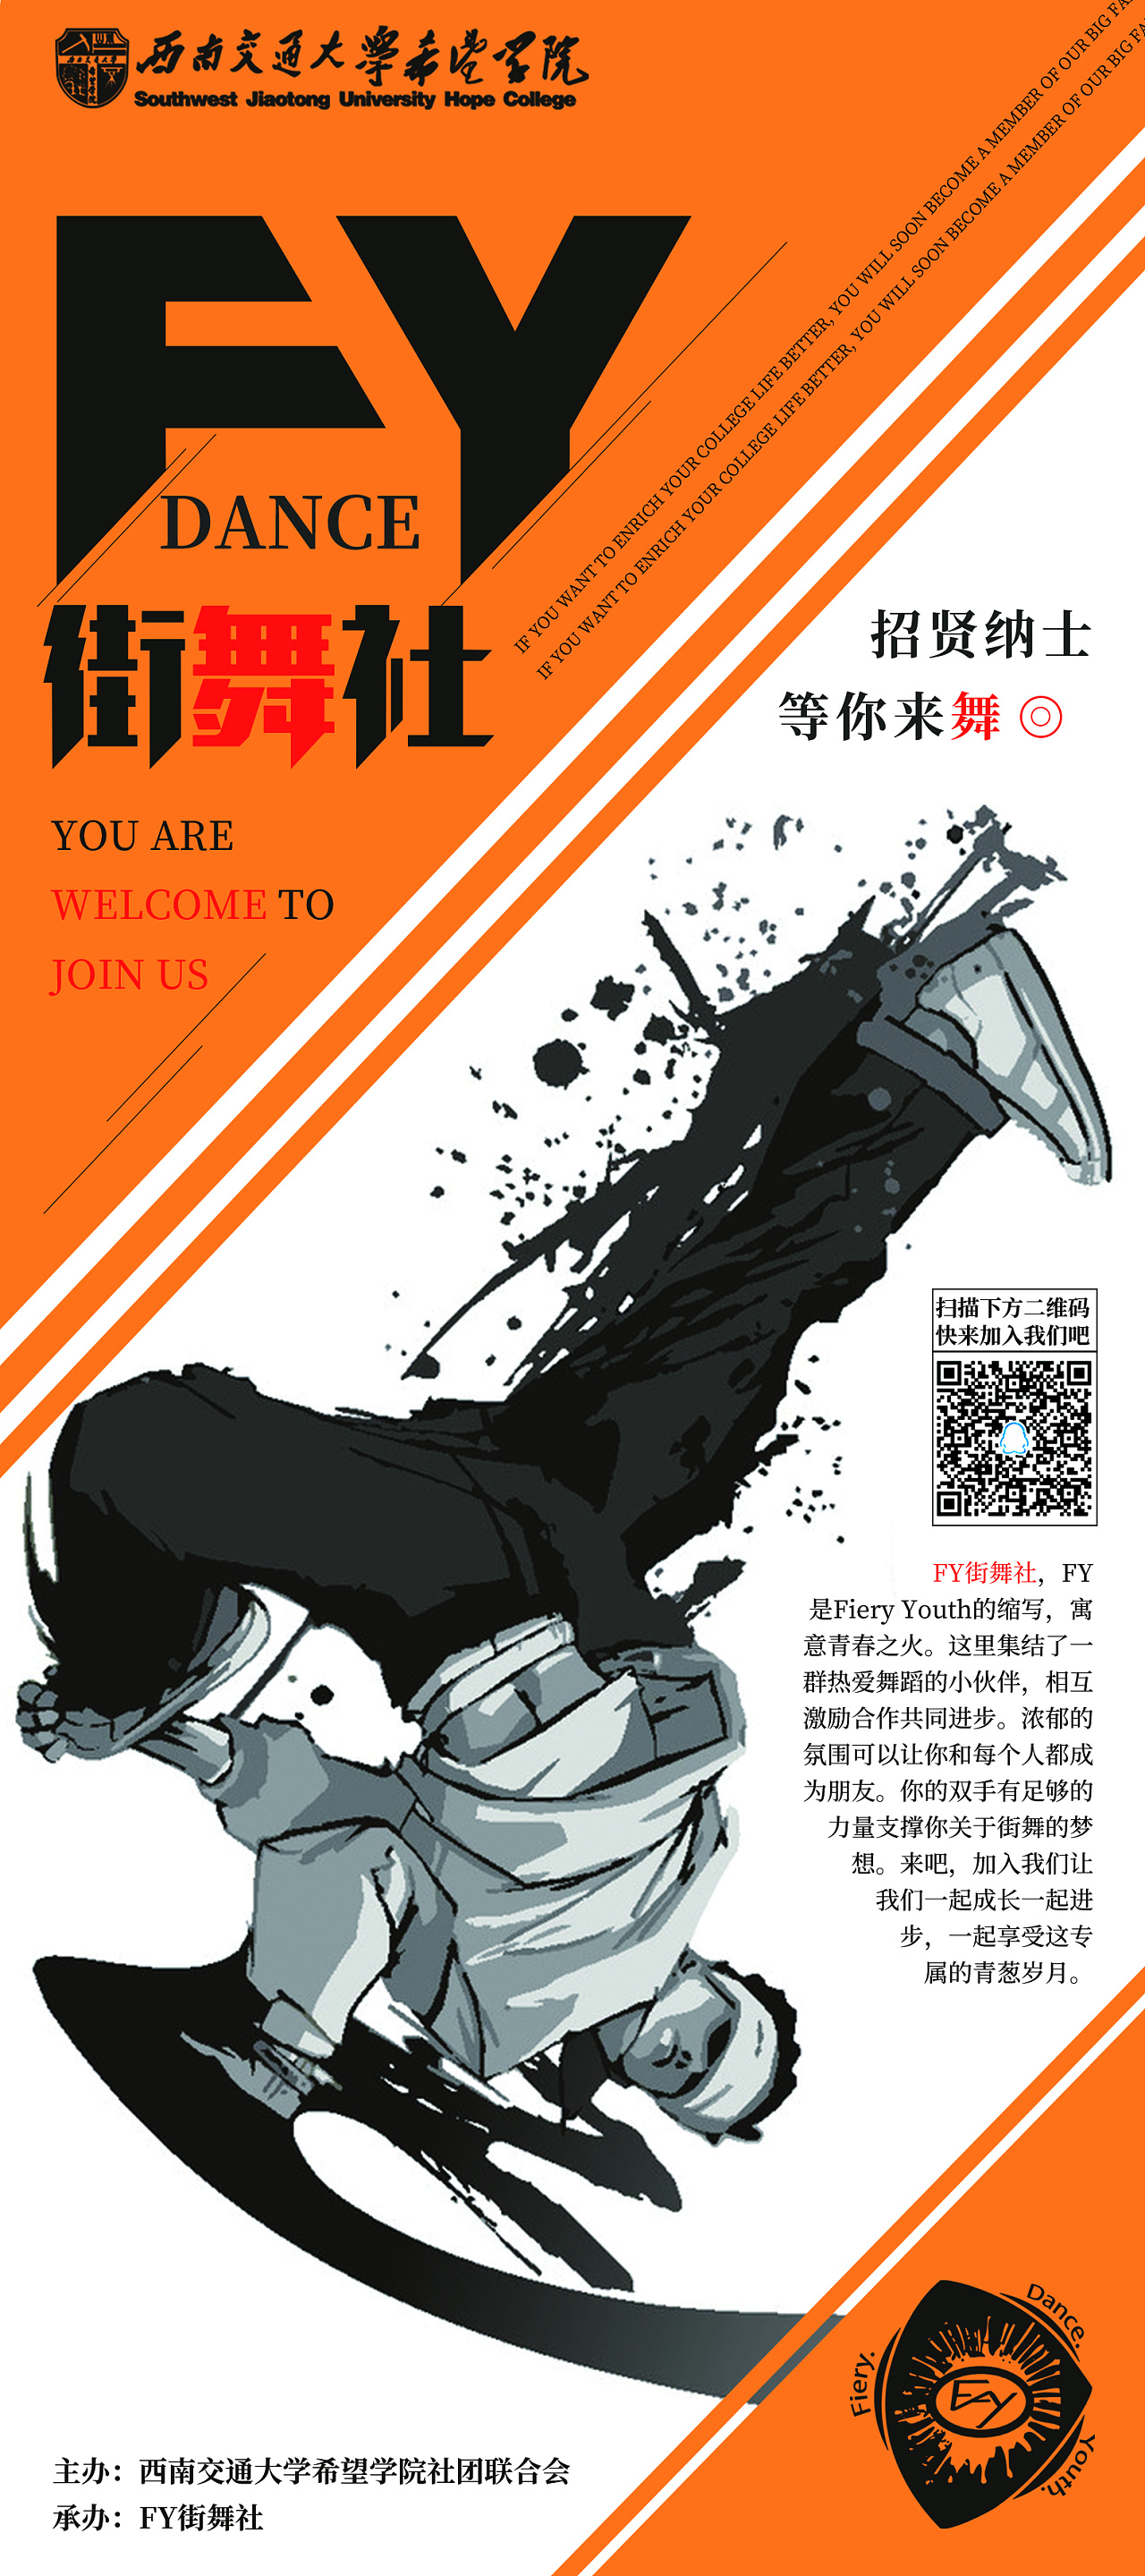 西南交通大學希望学院
Southwest Jiaotong University Hope College
IF YOU WANT TO ENRICH YOUR COLLEGE LIFE BETTER, YOU WILL SOON BECOME A MEMBER OF OUR BIG FA
IF YOU WANT TO ENRICH YOUR COLLEGE LIFE BETTER, YOU WILL SOON BECOME A MEMBER OF OUR BIG FA
FY
DANCE
街舞社
招贤纳士
等你来舞
YOU ARE
WELCOME TO
JOIN US
扫描下方二维码
快来加入我们吧
FY街舞社，FY
是Fiery Youth的缩写，寓
意青春之火。这里集结了一
群热爱舞蹈的小伙伴，相互
激励合作共同进步。浓郁的
氛围可以让你和每个人都成
为朋友。你的双手有足够的
力量支撑你关于街舞的梦
想。来吧，加入我们让
我们一起成长一起进
步，一起享受这专
属的青葱岁月。
Fiery.
Dance.
Youth.
FY
主办：西南交通大学希望学院社团联合会
承办：FY街舞社